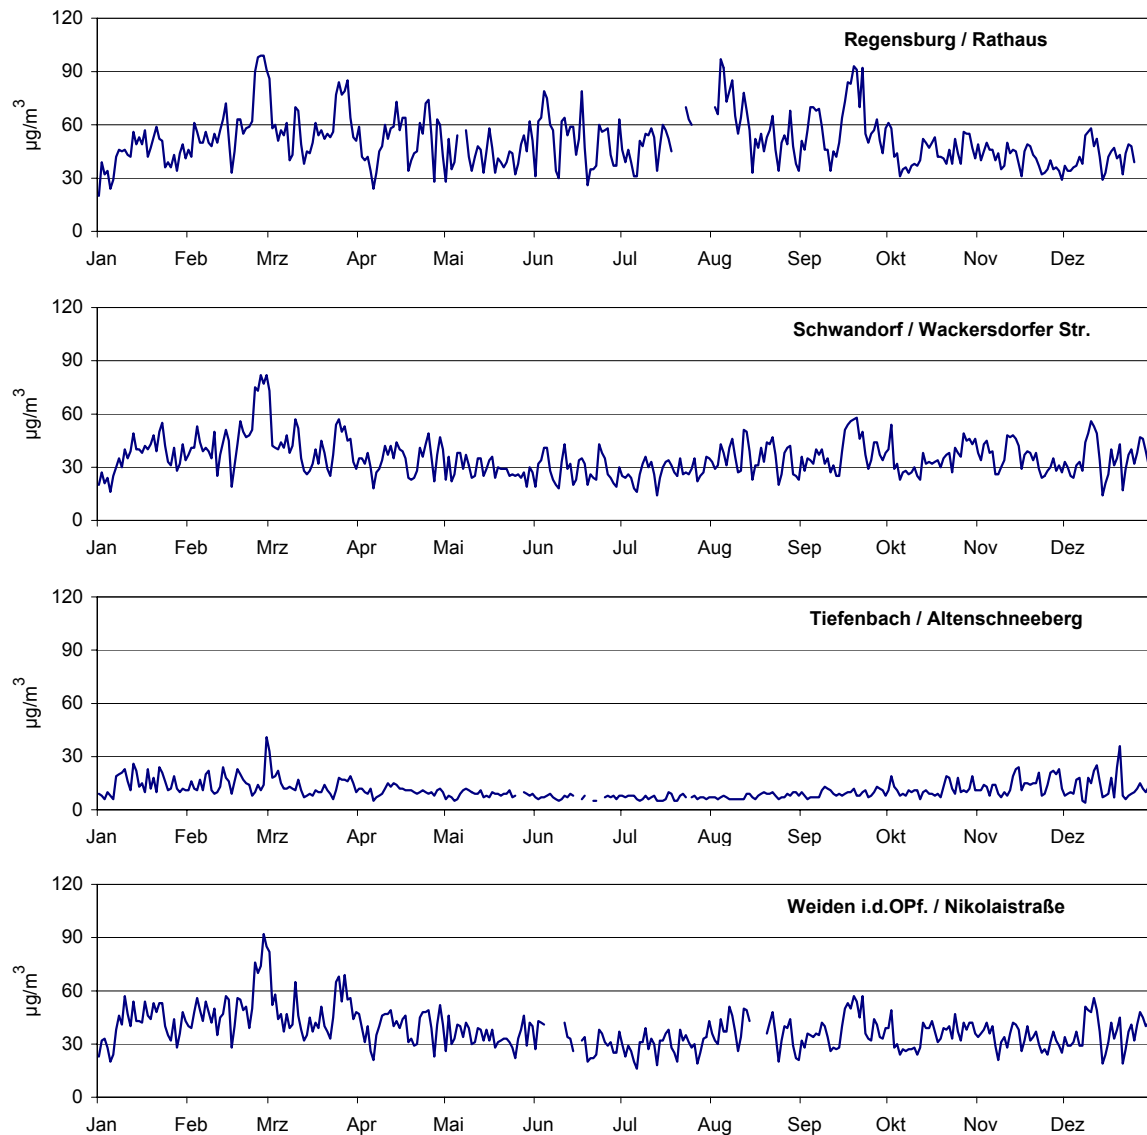 120
Regensburg / Rathaus
90
60
30
0
µg/m³
Jan Feb Mrz Apr Mai Jun Jul Aug Sep Okt Nov Dez
120
Schwandorf / Wackersdorfer Str.
90
60
30
0
µg/m³
Jan Feb Mrz Apr Mai Jun Jul Aug Sep Okt Nov Dez
120
Tiefenbach / Altenschneeberg
90
60
30
0
µg/m³
Jan Feb Mrz Apr Mai Jun Jul Aug Sep Okt Nov Dez
120
Weiden i.d.OPf. / Nikolaistraße
90
60
30
0
µg/m³
Jan Feb Mrz Apr Mai Jun Jul Aug Sep Okt Nov Dez